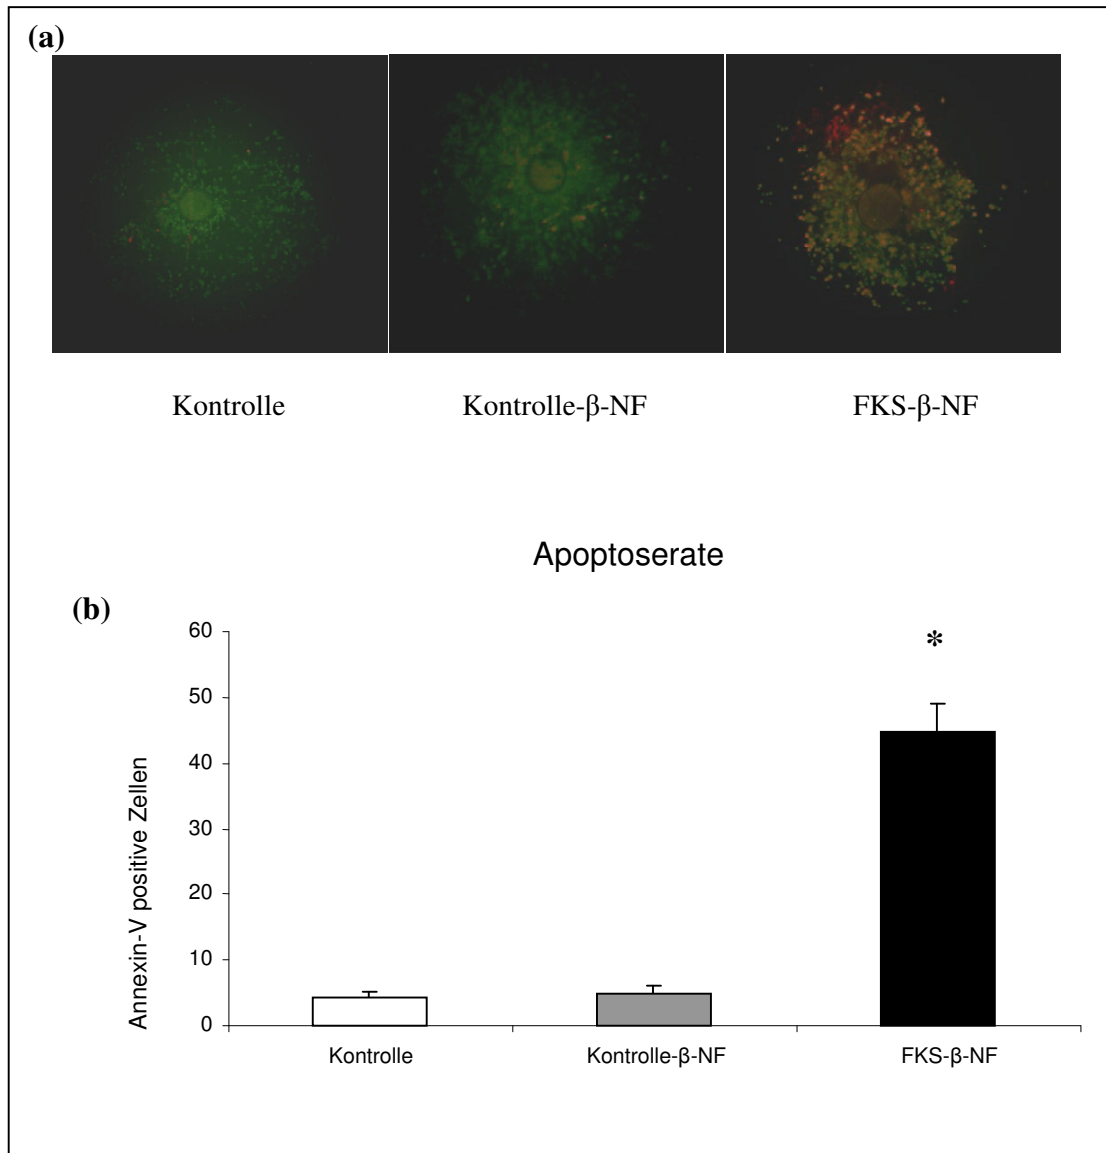 (a)
Kontrolle Kontrolle-β-NF FKS-β-NF
Apoptoserate
(b)
Annexin-V positive Zellen
60
50
40
30
20
10
0
*
Kontrolle Kontrolle-β-NF FKS-β-NF